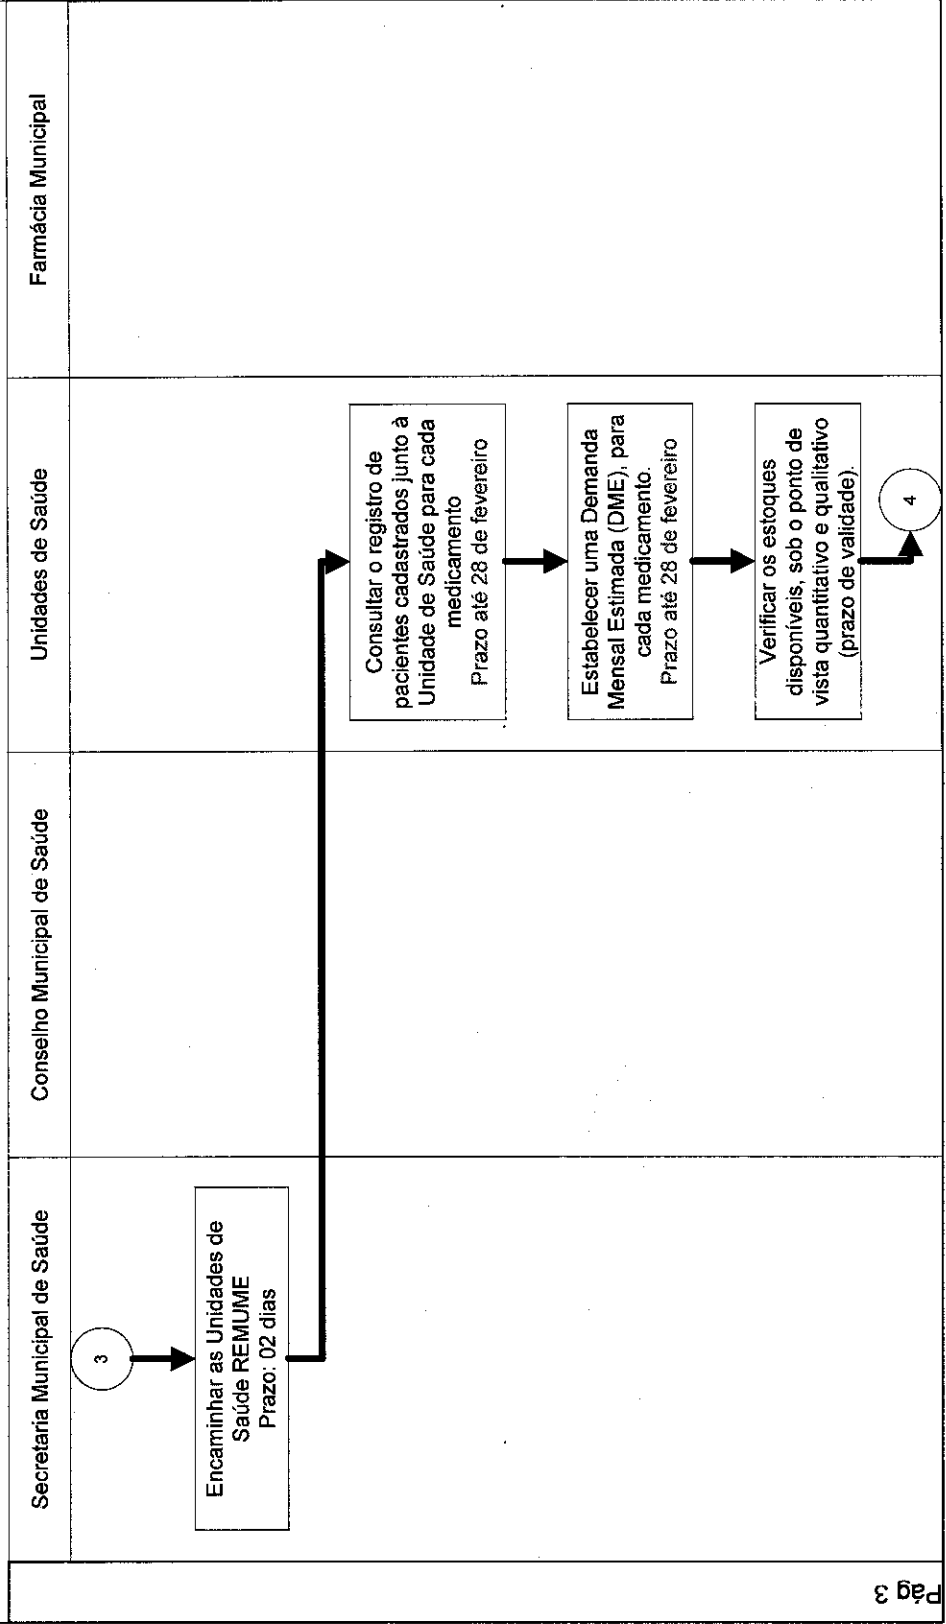 Pág 3
Secretaria Municipal de Saúde
Conselho Municipal de Saúde
Unidades de Saúde
Farmácia Municipal
3
Encaminhar as Unidades de
Saúde REMUME
Prazo: 02 dias
Consultar o registro de
pacientes cadastrados junto à
Unidade de Saúde para cada
medicamento
Prazo até 28 de fevereiro
Estabelecer uma Demanda
Mensal Estimada (DME), para
cada medicamento.
Prazo até 28 de fevereiro
Verificar os estoques
disponíveis, sob o ponto de
vista quantitativo e qualitativo
(prazo de validade).
4